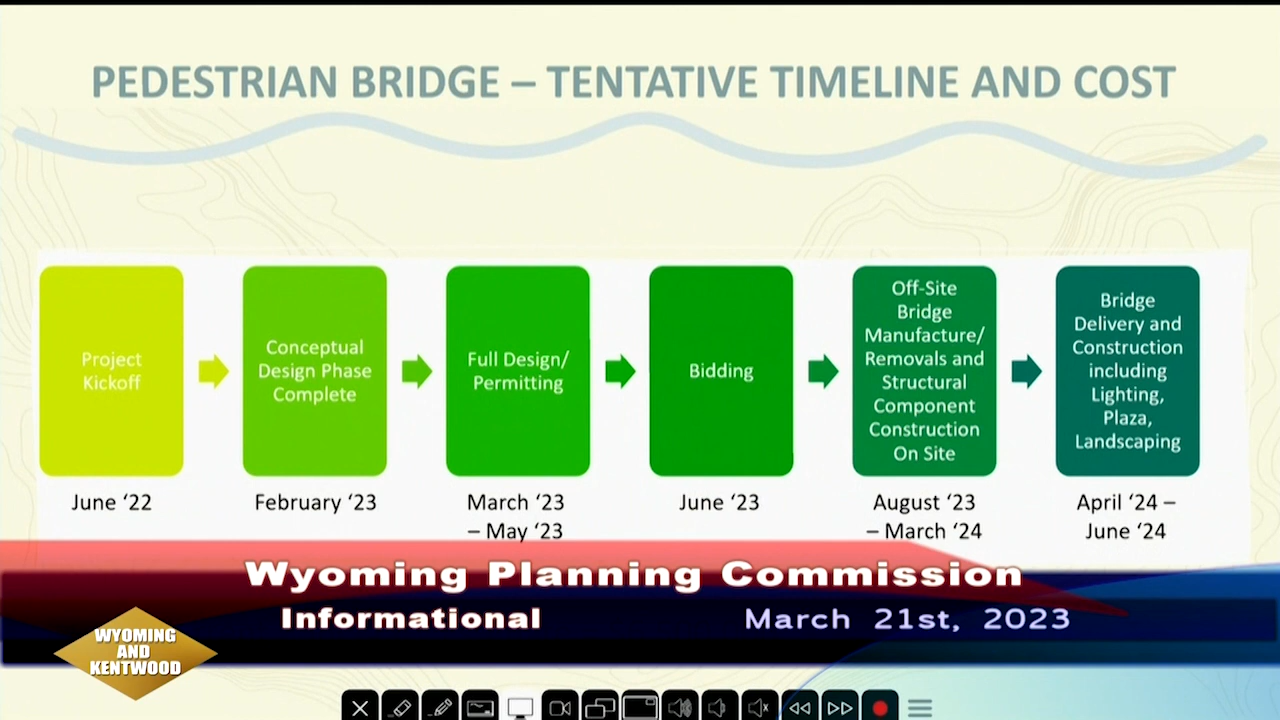 PEDESTRIAN BRIDGE – TENTATIVE TIMELINE AND COST
Project
Kickoff
June ‘22
Conceptual
Design Phase
Complete
February ‘23
Full Design/
Permitting
March ‘23
– May ‘23
Bidding
June ‘23
Off-Site
Bridge
Manufacture/
Removals and
Structural
Component
Construction
On Site
August ‘23
– March ‘24
Bridge
Delivery and
Construction
including
Lighting,
Plaza,
Landscaping
April ‘24 –
June ‘24
Wyoming Planning Commission
Informational
March 21st, 2023
WYOMING
AND
KENTWOOD